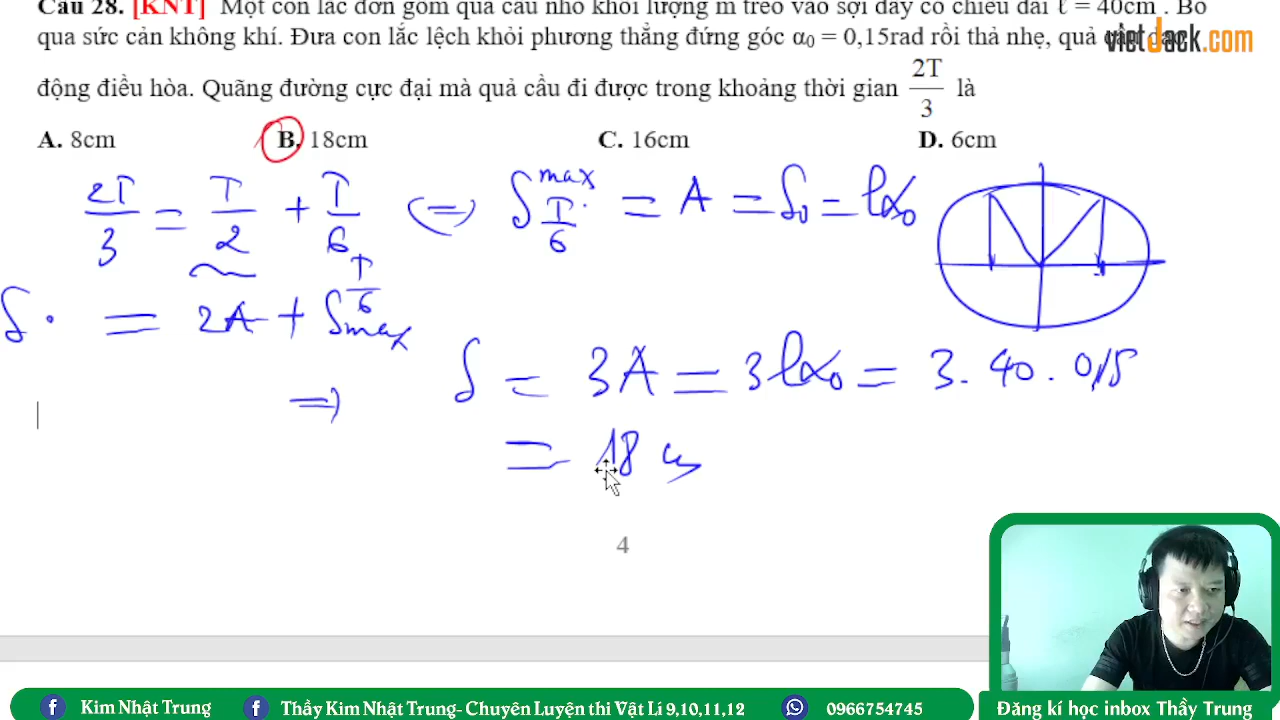 Câu 28. [KNT] Một con lắc đơn gồm quả cầu nhỏ khối lượng m treo vào sợi dây có chiều dài ℓ = 40cm . Bỏ
qua sức cản không khí. Đưa con lắc lệch khỏi phương thẳng đứng góc α₀ = 0,15rad rồi thả nhẹ, quả cầu dao
vietjack.com
động điều hòa. Quãng đường cực đại mà quả cầu đi được trong khoảng thời gian 2T/3 là
A. 8cm B. 18cm C. 16cm D. 6cm
2T/3 = T/2 + T/6 (=) S max T/6 = A = S₀ = lα₀
S = 2A + S max T/6
=> S = 3A = 3lα₀ = 3. 40. 0,15
= 18 cm
4
Kim Nhật Trung
Thầy Kim Nhật Trung- Chuyên Luyện thi Vật Lí 9,10,11,12
0966754745
Đăng kí học inbox Thầy Trung